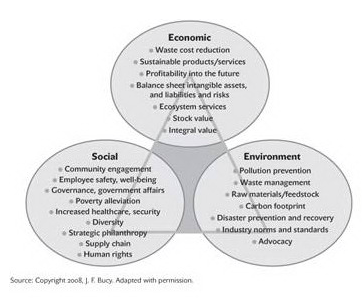 Economic
• Waste cost reduction
• Sustainable products/services
• Profitability into the future
• Balance sheet intangible assets,
and liabilities and risks
• Ecosystem services
• Stock value
• Integral value
Social
• Community engagement
• Employee safety, well-being
• Governance, government affairs
• Poverty alleviation
• Increased healthcare, security
• Diversity
• Strategic philanthropy
• Supply chain
• Human rights
Environment
• Pollution prevention
• Waste management
• Raw materials/feedstock
• Carbon footprint
• Disaster prevention and recovery
• Industry norms and standards
• Advocacy
Source: Copyright 2008, J. F. Bucy. Adapted with permission.